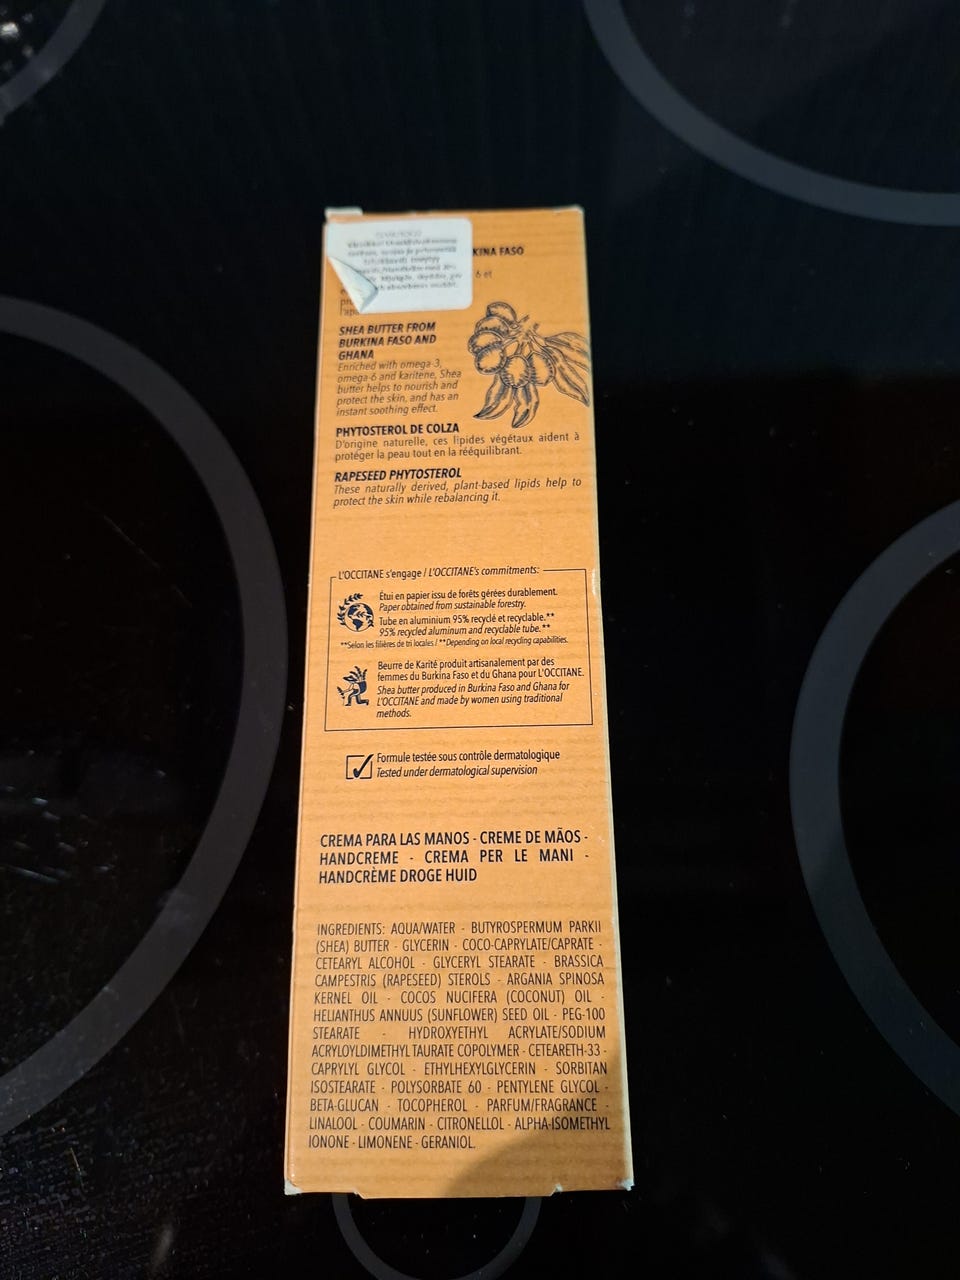 KINA FASO
6 et
SHEA BUTTER FROM
BURKINA FASO AND
GHANA
Enriched with omega-3,
omega-6 and karitene, Shea
butter helps to nourish and
protect the skin, and has an
instant soothing effect.
PHYTOSTEROL DE COLZA
D'origine naturelle, ces lipides végétaux aident à
protéger la peau tout en la rééquilibrant.
RAPESEED PHYTOSTEROL
These naturally derived, plant-based lipids help to
protect the skin while rebalancing it.
L'OCCITANE s'engage / L'OCCITANE's commitments:
Étui en papier issu de forêts gérées durablement.
Paper obtained from sustainable forestry.
Tube en aluminium 95% recyclé et recyclable.**
95% recycled aluminum and recyclable tube.**
**Selon les filières de tri locales / **Depending on local recycling capabilities.
Beurre de Karité produit artisanalement par des
femmes du Burkina Faso et du Ghana pour L'OCCITANE.
Shea butter produced in Burkina Faso and Ghana for
L'OCCITANE and made by women using traditional
methods.
Formule testée sous contrôle dermatologique
Tested under dermatological supervision
CREMA PARA LAS MANOS - CREME DE MÃOS -
HANDCREME - CREMA PER LE MANI -
HANDCRÈME DROGE HUID
INGREDIENTS: AQUA/WATER - BUTYROSPERMUM PARKII
(SHEA) BUTTER - GLYCERIN - COCO-CAPRYLATE/CAPRATE -
CETEARYL ALCOHOL - GLYCERYL STEARATE - BRASSICA
CAMPESTRIS (RAPESEED) STEROLS - ARGANIA SPINOSA
KERNEL OIL - COCOS NUCIFERA (COCONUT) OIL -
HELIANTHUS ANNUUS (SUNFLOWER) SEED OIL - PEG-100
STEARATE - HYDROXYETHYL ACRYLATE/SODIUM
ACRYLOYLDIMETHYL TAURATE COPOLYMER - CETEARETH-33 -
CAPRYLYL GLYCOL - ETHYLHEXYLGLYCERIN - SORBITAN
ISOSTEARATE - POLYSORBATE 60 - PENTYLENE GLYCOL -
BETA-GLUCAN - TOCOPHEROL - PARFUM/FRAGRANCE -
LINALOOL - COUMARIN - CITRONELLOL - ALPHA-ISOMETHYL
IONONE - LIMONENE - GERANIOL.